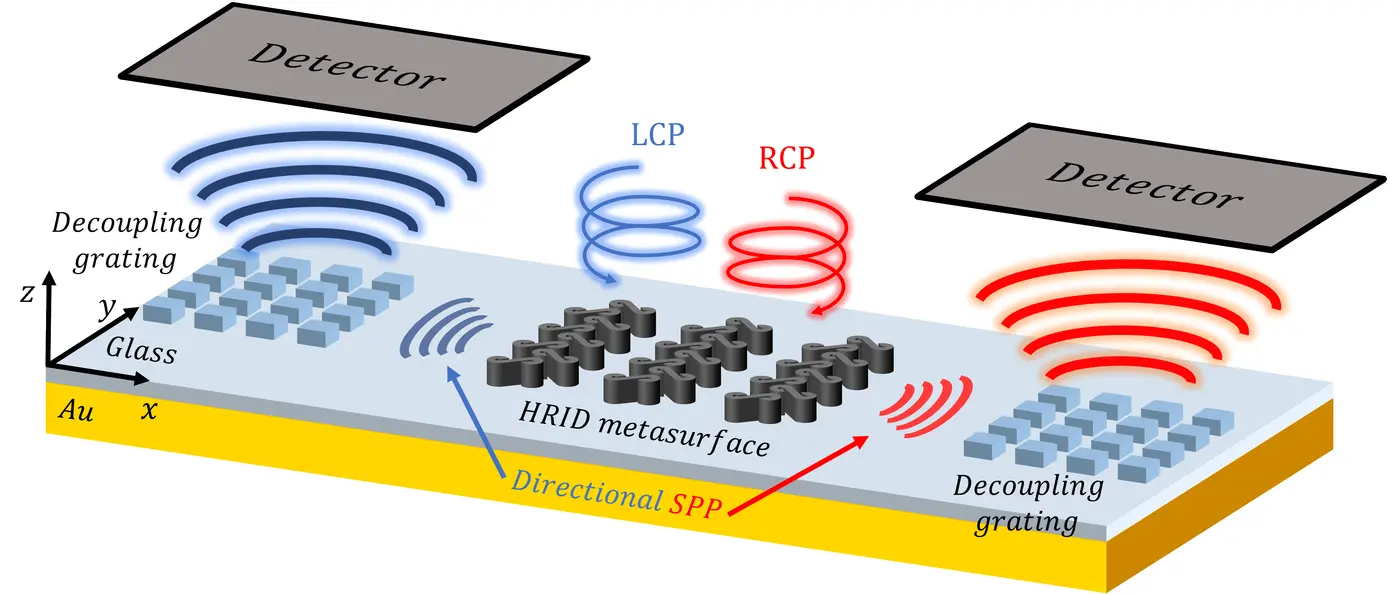 Detector
LCP
RCP
Detector
Decoupling
grating
z
y
Glass
x
Au
HRID metasurface
Directional SPP
Decoupling
grating